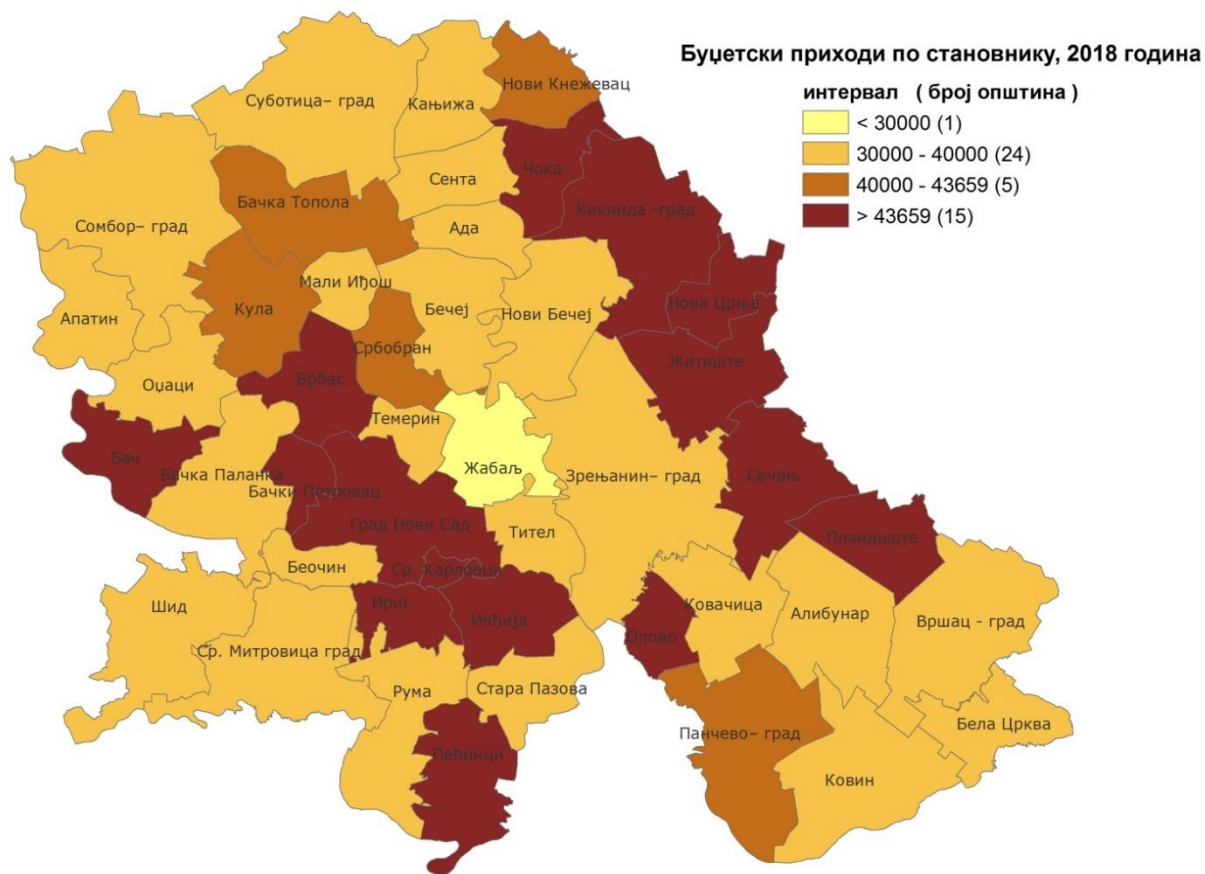 Буџетски приходи по становнику, 2018 година
интервал ( број општина )
< 30000 (1)
30000 - 40000 (24)
40000 - 43659 (5)
> 43659 (15)
Нови Кнежевац
Суботица– град
Кањижа
Чока
Сента
Бачка Топола
Кикинда -град
Сомбор– град
Ада
Мали Иђош
Нова Црња
Кула
Бечеј
Нови Бечеј
Апатин
Србобран
Житиште
Врбас
Оџаци
Темерин
Бач
Бачка Паланка
Жабаљ
Зрењанин– град
Сечањ
Бачки Петровац
Град Нови Сад
Тител
Пландиште
Беочин
Ср. Карловци
Шид
Ириг
Инђија
Ковачица
Алибунар
Вршац - град
Опово
Ср. Митровица град
Рума
Стара Пазова
Бела Црква
Панчево– град
Пећинци
Ковин